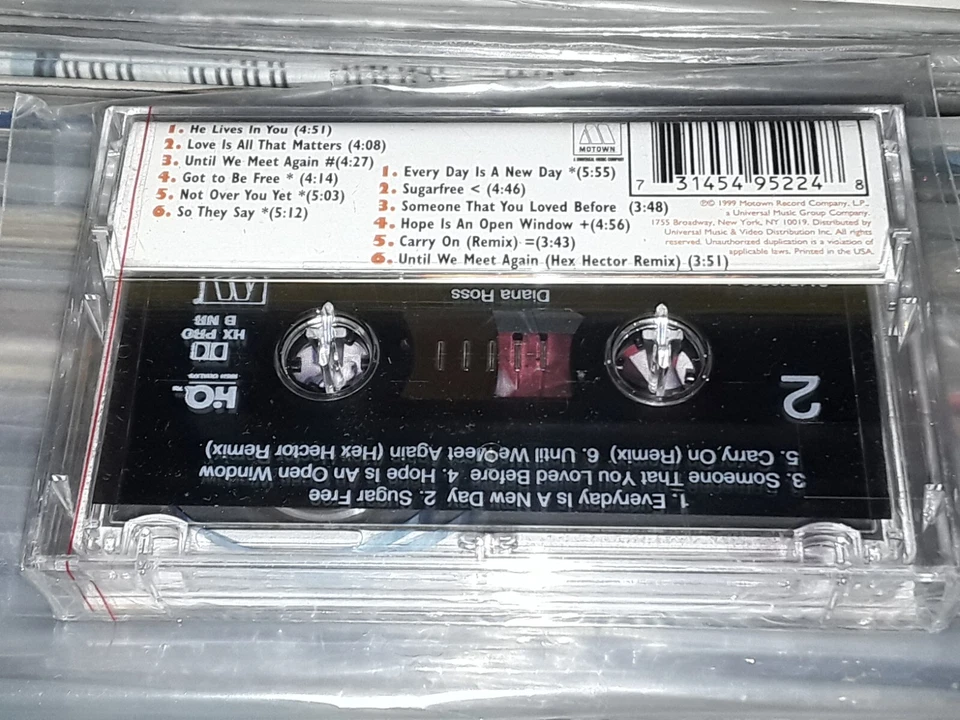 1. He Lives In You (4:51)
2. Love Is All That Matters (4:08)
3. Until We Meet Again #(4:27)
4. Got to Be Free * (4:14)
5. Not Over You Yet *(5:03)
6. So They Say *(5:12)
1. Every Day Is A New Day *(5:55)
2. Sugarfree < (4:46)
3. Someone That You Loved Before (3:48)
4. Hope Is An Open Window +(4:56)
5. Carry On (Remix) =(3:43)
6. Until We Meet Again (Hex Hector Remix) (3:51)
MOTOWN
A UNIVERSAL MUSIC COMPANY
7 31454 95224 8
℗© 1999 Motown Record Company, L.P.,
a Universal Music Group Company,
1755 Broadway, New York, NY 10019. Distributed by
Universal Music & Video Distribution Inc. All rights
reserved. Unauthorized duplication is a violation of
applicable laws. Printed in the USA.
1. Everyday Is A New Day 2. Sugar Free
3. Someone That You Loved Before 4. Hope Is An Open Window
5. Carry On (Remix) 6. Until We Meet Again (Hex Hector Remix)
2
HiQ
HIGH QUALITY
HX PRO
B NR
Diana Ross